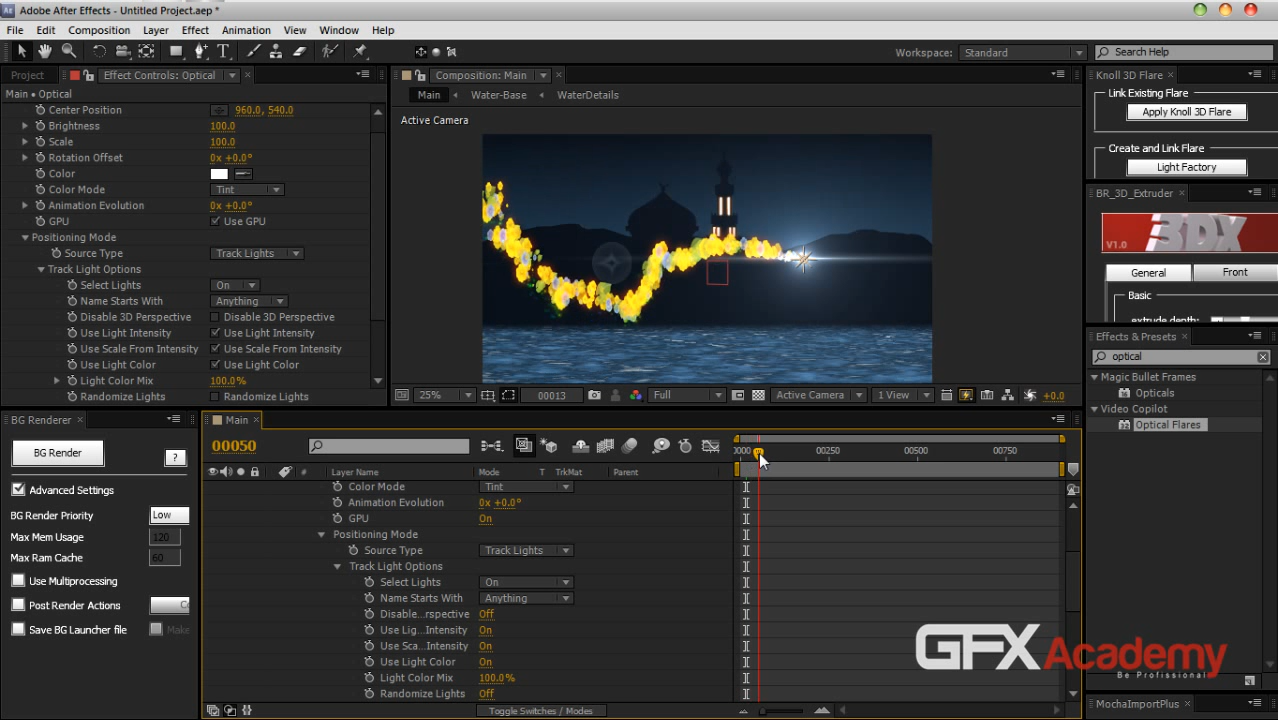 Adobe After Effects - Untitled Project.aep *
File Edit Composition Layer Effect Animation View Window Help
Workspace: Standard Search Help
Project Effect Controls: Optical
Main • Optical
Center Position 960.0, 540.0
Brightness 100.0
Scale 100.0
Rotation Offset 0x +0.0°
Color
Color Mode Tint
Animation Evolution 0x +0.0°
GPU Use GPU
Positioning Mode
Source Type Track Lights
Track Light Options
Select Lights On
Name Starts With Anything
Disable 3D Perspective Disable 3D Perspective
Use Light Intensity Use Light Intensity
Use Scale From Intensity Use Scale From Intensity
Use Light Color Use Light Color
Light Color Mix 100.0%
Randomize Lights Randomize Lights
Composition: Main
Main Water-Base WaterDetails
Active Camera
25% 00013 Full Active Camera 1 View +0.0
Knoll 3D Flare
Link Existing Flare
Apply Knoll 3D Flare
Create and Link Flare
Light Factory
BR_3D_Extruder
V1.0 3DX
General Front
Basic
extrude depth:
Effects & Presets
optical
Magic Bullet Frames
Opticals
Video Copilot
Optical Flares
MochaImportPlus
BG Renderer
BG Render ?
Advanced Settings
BG Render Priority Low
Max Mem Usage 120
Max Ram Cache 60
Use Multiprocessing
Post Render Actions
Save BG Launcher file Make
Main
00050
0000 00250 00500 00750
Layer Name Mode T TrkMat Parent
Color Mode Tint
Animation Evolution 0x +0.0°
GPU On
Positioning Mode
Source Type Track Lights
Track Light Options
Select Lights On
Name Starts With Anything
Disable...rspective Off
Use Lig...Intensity On
Use Sca...Intensity On
Use Light Color On
Light Color Mix 100.0%
Randomize Lights Off
Toggle Switches / Modes
GFXAcademy
Be Profissional